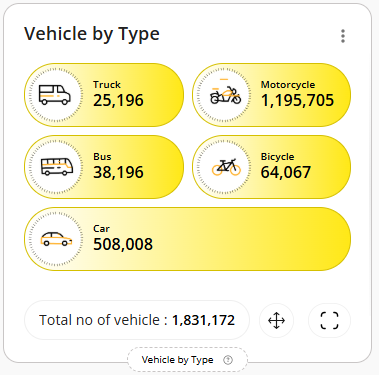 Vehicle by Type
Truck
25,196
Motorcycle
1,195,705
Bus
38,196
Bicycle
64,067
Car
508,008
Total no of vehicle : 1,831,172
Vehicle by Type ?